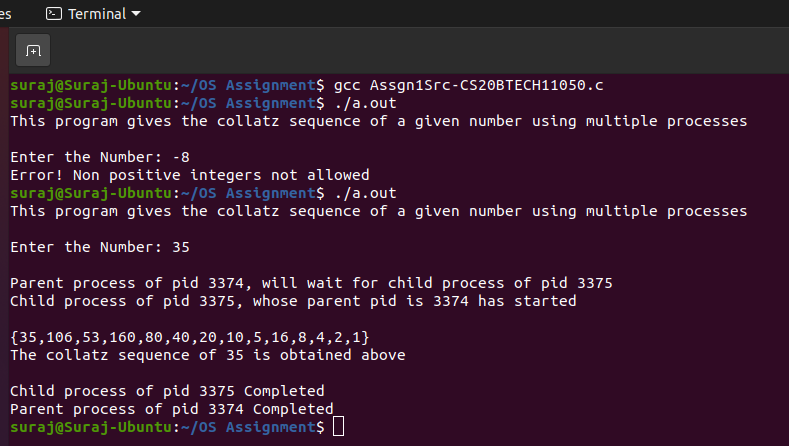 es Terminal
suraj@Suraj-Ubuntu:~/OS Assignment$ gcc Assgn1Src-CS20BTECH11050.c
suraj@Suraj-Ubuntu:~/OS Assignment$ ./a.out
This program gives the collatz sequence of a given number using multiple processes
Enter the Number: -8
Error! Non positive integers not allowed
suraj@Suraj-Ubuntu:~/OS Assignment$ ./a.out
This program gives the collatz sequence of a given number using multiple processes
Enter the Number: 35
Parent process of pid 3374, will wait for child process of pid 3375
Child process of pid 3375, whose parent pid is 3374 has started
{35,106,53,160,80,40,20,10,5,16,8,4,2,1}
The collatz sequence of 35 is obtained above
Child process of pid 3375 Completed
Parent process of pid 3374 Completed
suraj@Suraj-Ubuntu:~/OS Assignment$